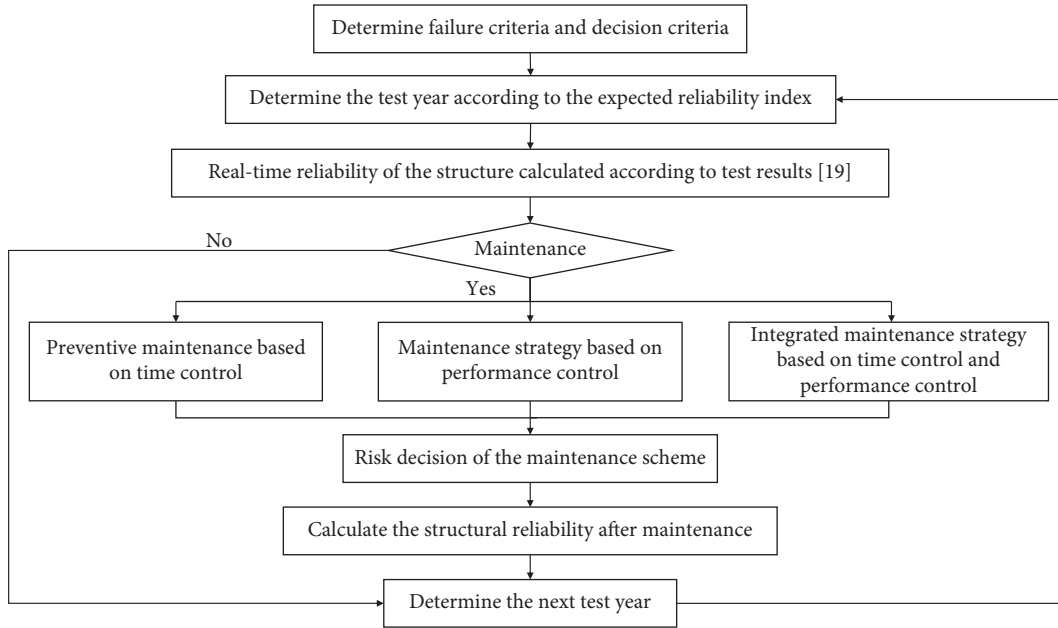 Determine failure criteria and decision criteria
Determine the test year according to the expected reliability index
Real-time reliability of the structure calculated according to test results [19]
No
Maintenance
Yes
Preventive maintenance based
on time control
Maintenance strategy based on
performance control
Integrated maintenance strategy
based on time control and
performance control
Risk decision of the maintenance scheme
Calculate the structural reliability after maintenance
Determine the next test year